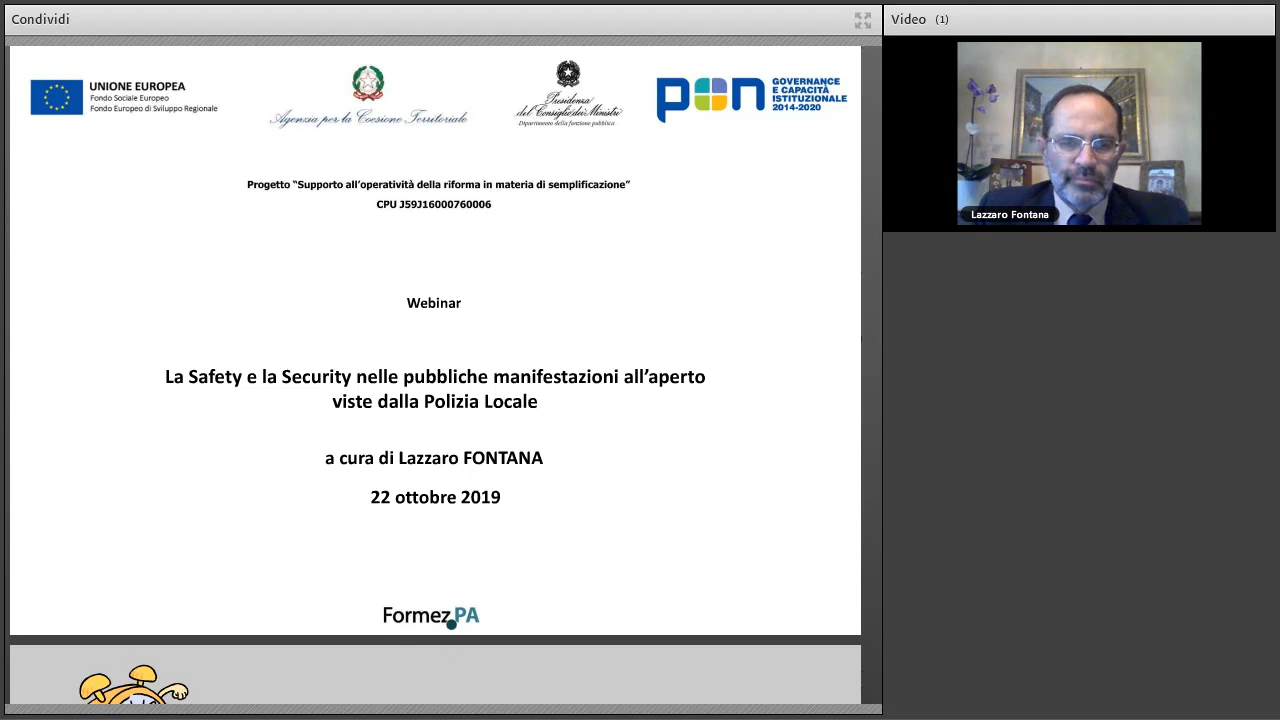 Condividi
Video (1)
UNIONE EUROPEA
Fondo Sociale Europeo
Fondo Europeo di Sviluppo Regionale
Agenzia per la Coesione Territoriale
Presidenza
del Consiglio dei Ministri
Dipartimento della funzione pubblica
pon
GOVERNANCE
E CAPACITÀ
ISTITUZIONALE
2014-2020
Progetto “Supporto all’operatività della riforma in materia di semplificazione”
CPU J59J16000760006
Webinar
La Safety e la Security nelle pubbliche manifestazioni all’aperto
viste dalla Polizia Locale
a cura di Lazzaro FONTANA
22 ottobre 2019
Formez PA
Lazzaro Fontana